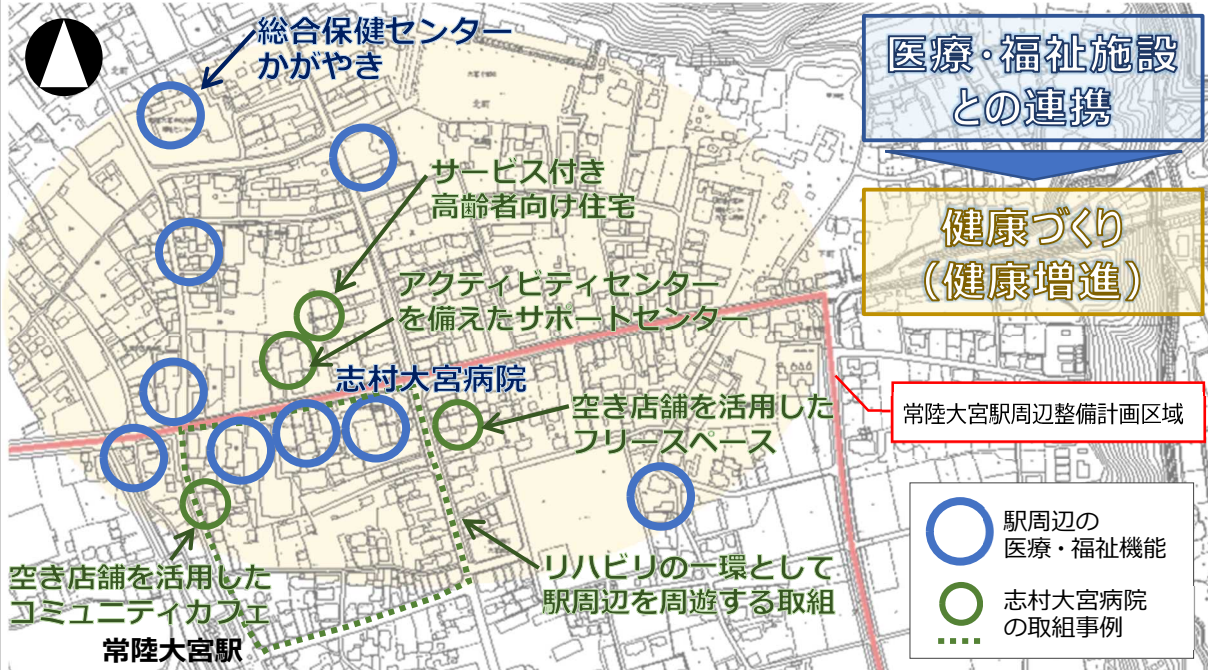 総合保健センター
かがやき
医療・福祉施設
との連携
北町
サービス付き
高齢者向け住宅
健康づくり
（健康増進）
アクティビティセンター
を備えたサポートセンター
志村大宮病院
空き店舗を活用した
フリースペース
常陸大宮駅周辺整備計画区域
駅周辺の
医療・福祉機能
志村大宮病院
の取組事例
リハビリの一環として
駅周辺を周遊する取組
空き店舗を活用した
コミュニティカフェ
常陸大宮駅